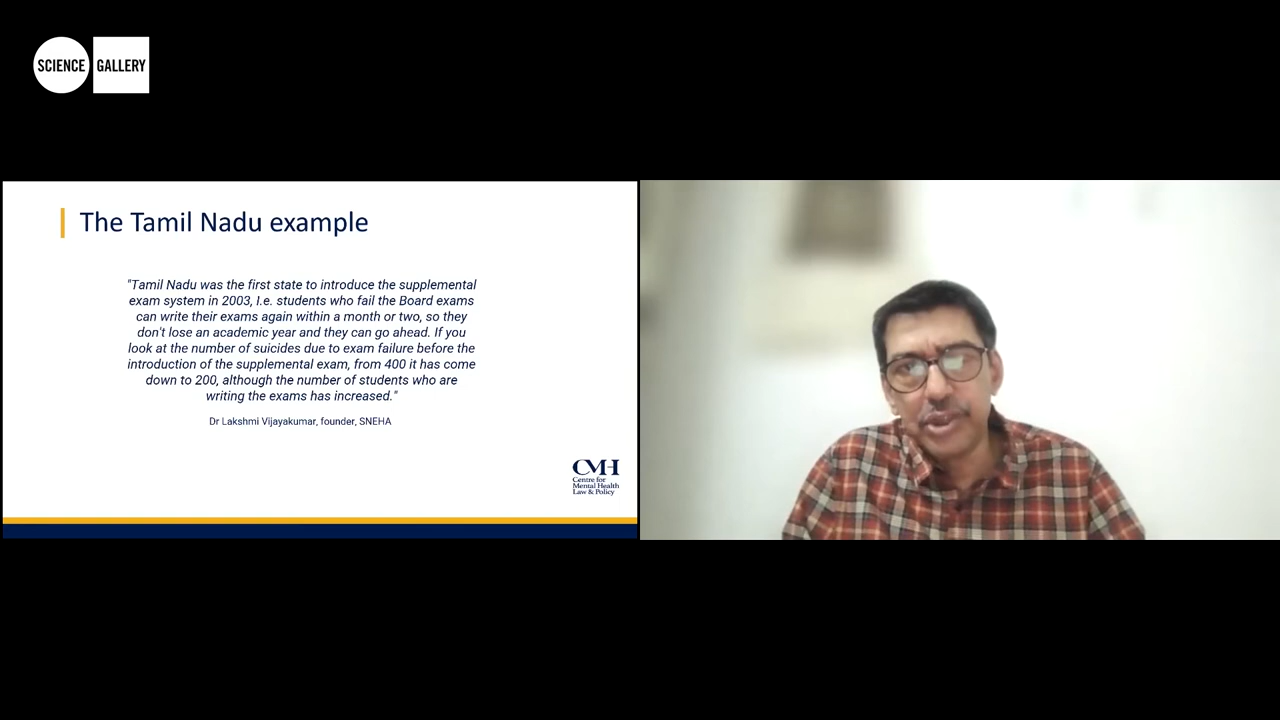 SCIENCE GALLERY
The Tamil Nadu example
"Tamil Nadu was the first state to introduce the supplemental
exam system in 2003, I.e. students who fail the Board exams
can write their exams again within a month or two, so they
don't lose an academic year and they can go ahead. If you
look at the number of suicides due to exam failure before the
introduction of the supplemental exam, from 400 it has come
down to 200, although the number of students who are
writing the exams has increased."
Dr Lakshmi Vijayakumar, founder, SNEHA
CMH
Centre for
Mental Health
Law & Policy